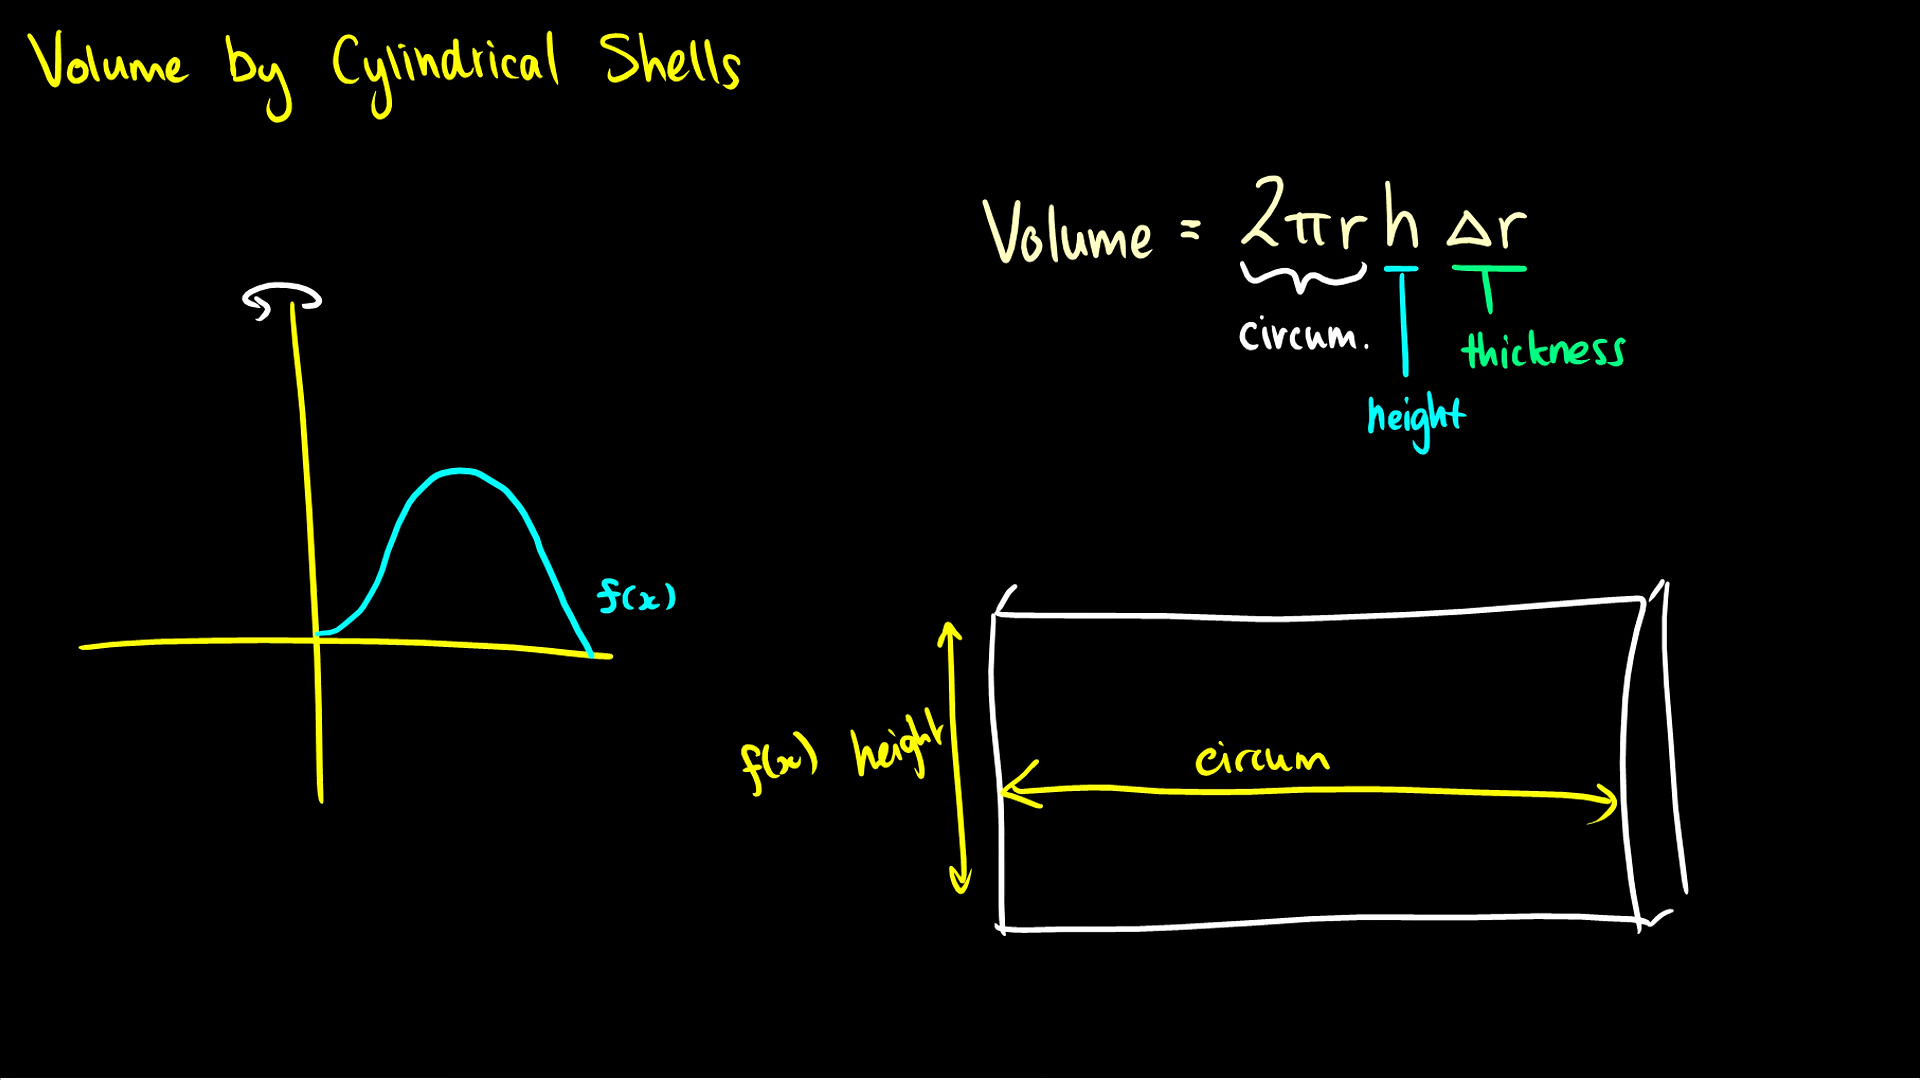 Volume by Cylindrical Shells
Volume = 2πr h Δr
circum.
thickness
height
f(x)
f(x) height
circum